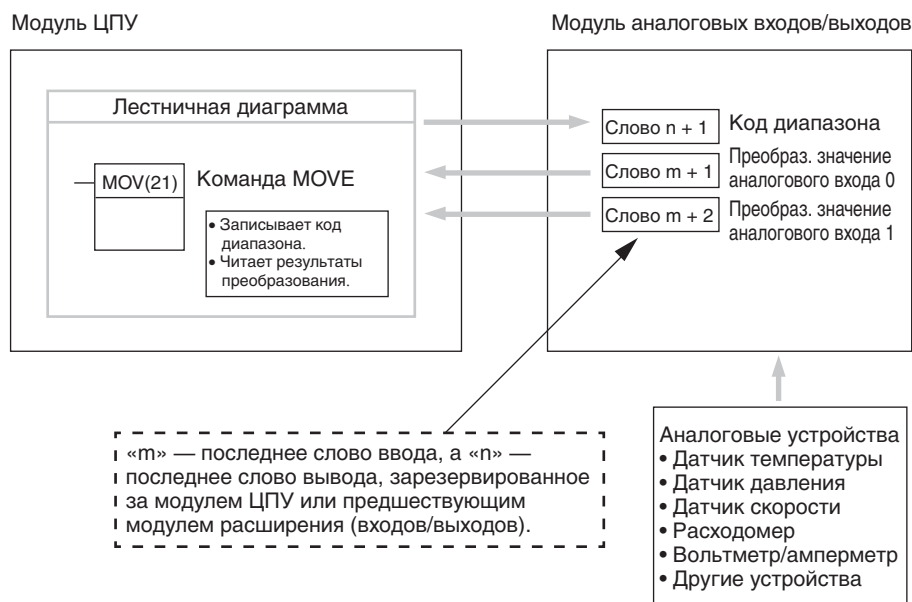 Модуль ЦПУ
Модуль аналоговых входов/выходов
Лестничная диаграмма
MOV(21)
Команда MOVE
• Записывает код
диапазона.
• Читает результаты
преобразования.
Слово n + 1
Код диапазона
Слово m + 1
Преобраз. значение
аналогового входа 0
Слово m + 2
Преобраз. значение
аналогового входа 1
«m» — последнее слово ввода, а «n» —
последнее слово вывода, зарезервированное
за модулем ЦПУ или предшествующим
модулем расширения (входов/выходов).
Аналоговые устройства
• Датчик температуры
• Датчик давления
• Датчик скорости
• Расходомер
• Вольтметр/амперметр
• Другие устройства